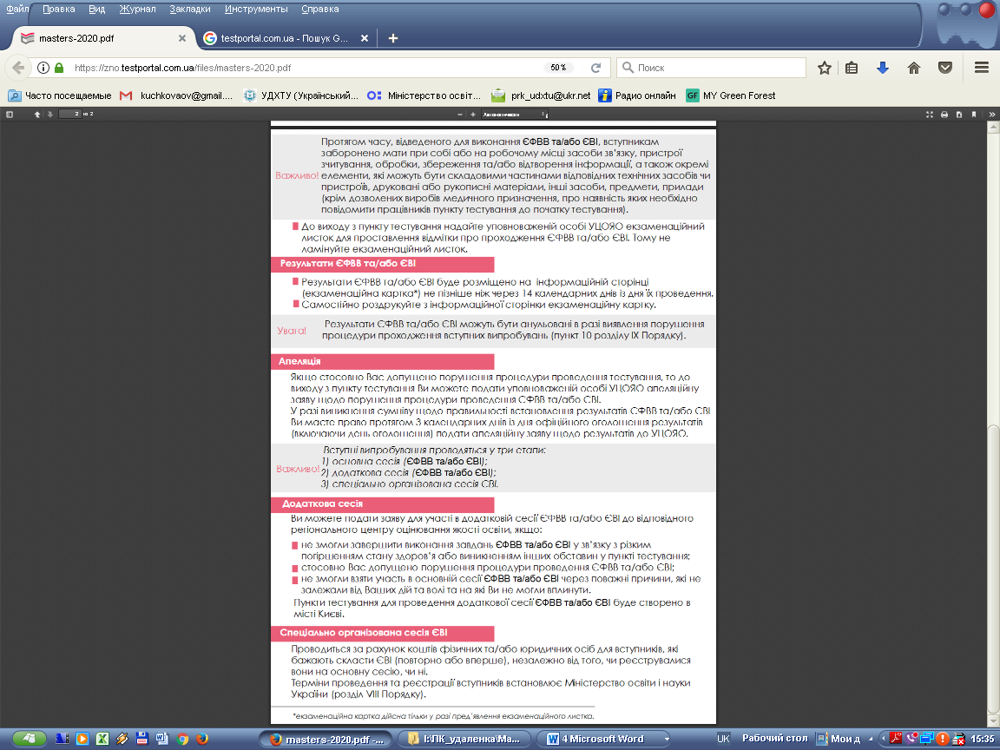 Файл Правка Вид Журнал Закладки Инструменты Справка
masters-2020.pdf × testportal.com.ua - Пошук G... × +
https://zno.testportal.com.ua/files/masters-2020.pdf 50% Поиск
Часто посещаемые kuchkovaov@gmail.... УДХТУ (Український... Міністерство освіт... prk_udxtu@ukr.net Радио онлайн MY Green Forest
2 из 2 Автоматически
Протягом часу, відведеного для виконання ЄФВВ та/або ЄВІ, вступникам
заборонено мати при собі або на робочому місці засоби зв'язку, пристрої
зчитування, обробки, збереження та/або відтворення інформації, а також окремі
Важливо! елементи, які можуть бути складовими частинами відповідних технічних засобів чи
пристроїв, друковані або рукописні матеріали, інші засоби, предмети, прилади
(крім дозволених виробів медичного призначення, про наявність яких необхідно
повідомити працівників пункту тестування до початку тестування).
До виходу з пункту тестування надайте уповноваженій особі УЦОЯО екзаменаційний
листок для проставлення відмітки про проходження ЄФВВ та/або ЄВІ. Тому не
ламінуйте екзаменаційний листок.
Результати ЄФВВ та/або ЄВІ
Результати ЄФВВ та/або ЄВІ буде розміщено на інформаційній сторінці
(екзаменаційна картка*) не пізніше ніж через 14 календарних днів із дня їх проведення.
Самостійно роздрукуйте з інформаційної сторінки екзаменаційну картку.
Увага! Результати ЄФВВ та/або ЄВІ можуть бути анульовані в разі виявлення порушення
процедури проходження вступних випробувань (пункт 10 розділу ІХ Порядку).
Апеляція
Якщо стосовно Вас допущено порушення процедури проведення тестування, то до
виходу з пункту тестування Ви можете подати уповноваженій особі УЦОЯО апеляційну
заяву щодо порушення процедури проведення ЄФВВ та/або ЄВІ.
У разі виникнення сумніву щодо правильності встановлення результатів ЄФВВ та/або ЄВІ
Ви маєте право протягом 3 календарних днів із дня офіційного оголошення результатів
(включаючи день оголошення) подати апеляційну заяву щодо результатів до УЦОЯО.
Вступні випробування проводяться у три етапи:
1) основна сесія (ЄФВВ та/або ЄВІ);
Важливо! 2) додаткова сесія (ЄФВВ та/або ЄВІ);
3) спеціально організована сесія ЄВІ.
Додаткова сесія
Ви можете подати заяву для участі в додатковій сесії ЄФВВ та/або ЄВІ до відповідного
регіонального центру оцінювання якості освіти, якщо:
не змогли завершити виконання завдань ЄФВВ та/або ЄВІ у зв'язку з різким
погіршенням стану здоров'я або виникненням інших обставин у пункті тестування;
стосовно Вас допущено порушення процедури проведення ЄФВВ та/або ЄВІ;
не змогли взяти участь в основній сесії ЄФВВ та/або ЄВІ через поважні причини, які не
залежали від Ваших дій та волі та на які Ви не могли вплинути.
Пункти тестування для проведення додаткової сесії ЄФВВ та/або ЄВІ буде створено в
місті Києві.
Спеціально організована сесія ЄВІ
Проводиться за рахунок коштів фізичних та/або юридичних осіб для вступників, які
бажають скласти ЄВІ (повторно або вперше), незалежно від того, чи реєструвалися
вони на основну сесію, чи ні.
Терміни проведення та реєстрації вступників встановлює Міністерство освіти і науки
України (розділ VIII Порядку).
*екзаменаційна картка дійсна тільки у разі пред'явлення екзаменаційного листка.
masters-2020.pdf -... I:\ПК_удаленка\Ма... 4 Microsoft Word UK Рабочий стол Мои д 15:35